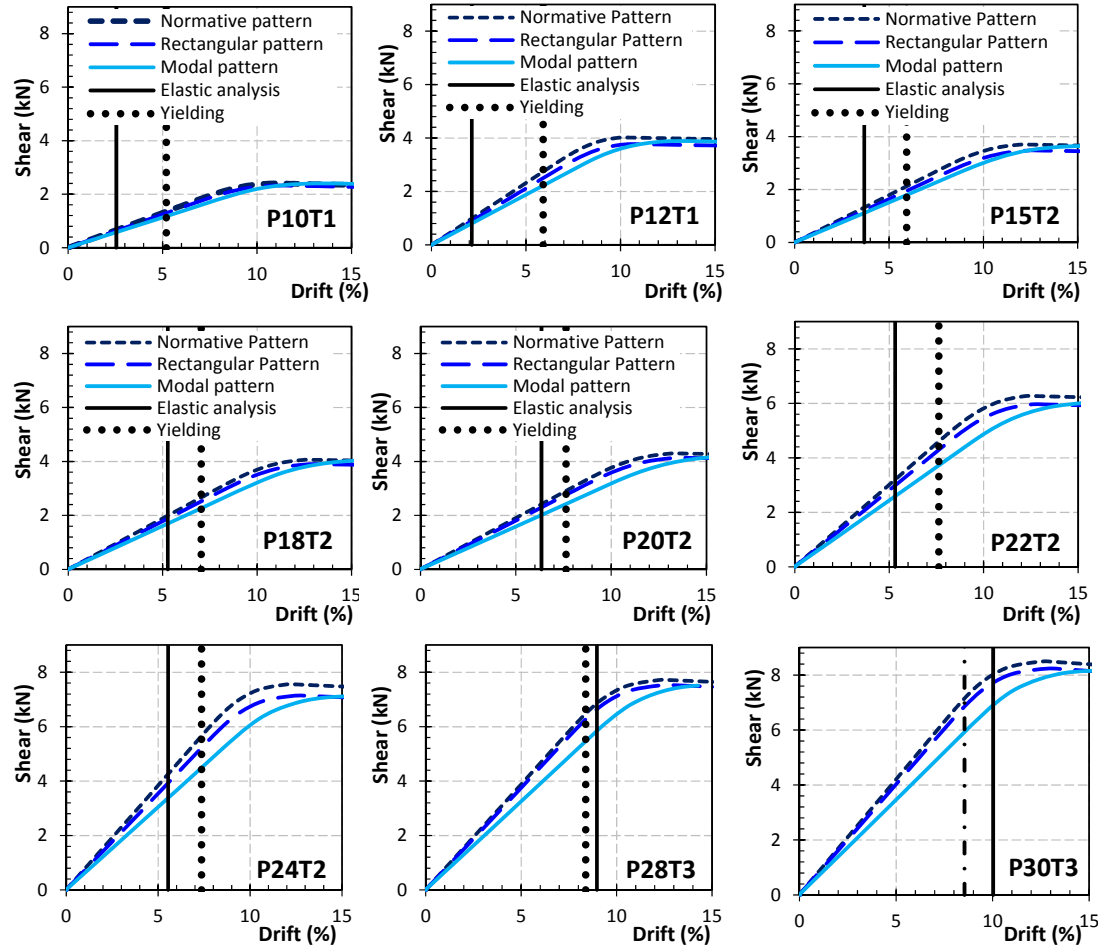 Shear (kN)
8
6
4
2
0
Normative pattern
Rectangular pattern
Modal pattern
Elastic analysis
Yielding
P10T1
0 5 10 15
Drift (%)
Shear (kN)
8
6
4
2
0
Normative Pattern
Rectangular Pattern
Modal pattern
Elastic analysis
Yielding
P12T1
0 5 10 15
Drift (%)
Shear (kN)
8
6
4
2
0
Normative Pattern
Rectangular Pattern
Modal pattern
Elastic analysis
Yielding
P15T2
0 5 10 15
Drift (%)
Shear (kN)
8
6
4
2
0
Normative Pattern
Rectangular Pattern
Modal pattern
Elastic analysis
Yielding
P18T2
0 5 10 15
Drift (%)
Shear (kN)
8
6
4
2
0
Normative Pattern
Rectangular Pattern
Modal pattern
Elastic analysis
Yielding
P20T2
0 5 10 15
Drift (%)
Shear (kN)
8
6
4
2
0
P22T2
0 5 10 15
Drift (%)
Shear (kN)
8
6
4
2
0
P24T2
0 5 10 15
Drift (%)
Shear (kN)
8
6
4
2
0
P28T3
0 5 10 15
Drift (%)
Shear (kN)
8
6
4
2
0
P30T3
0 5 10 15
Drift (%)